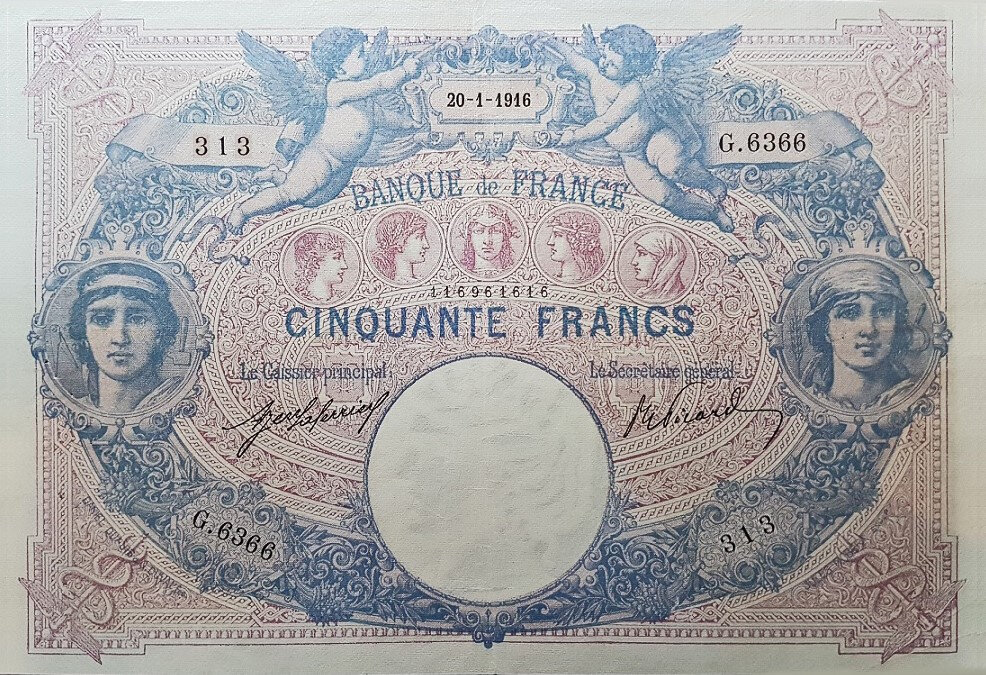 20-1-1916
313
G.6366
BANQUE de FRANCE
116961616
CINQUANTE FRANCS
Le Caissier principal,
Le Secrétaire général,
G.6366
313